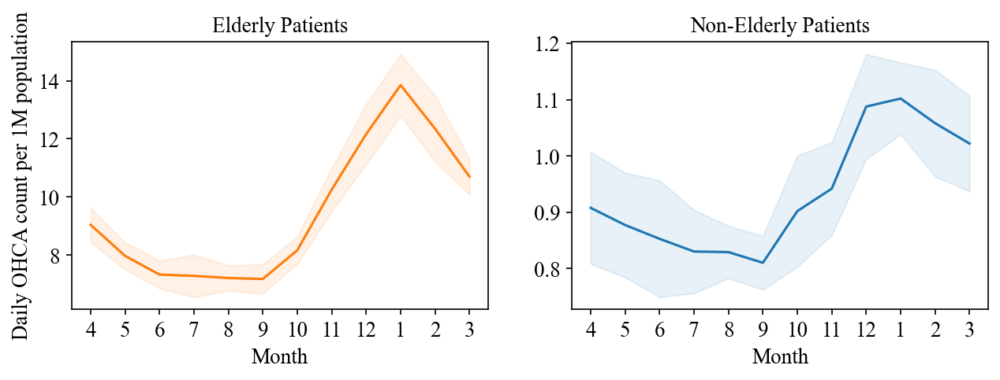 Elderly Patients
Daily OHCA count per 1M population
14
12
10
8
4 5 6 7 8 9 10 11 12 1 2 3
Month
Non-Elderly Patients
1.2
1.1
1.0
0.9
0.8
4 5 6 7 8 9 10 11 12 1 2 3
Month